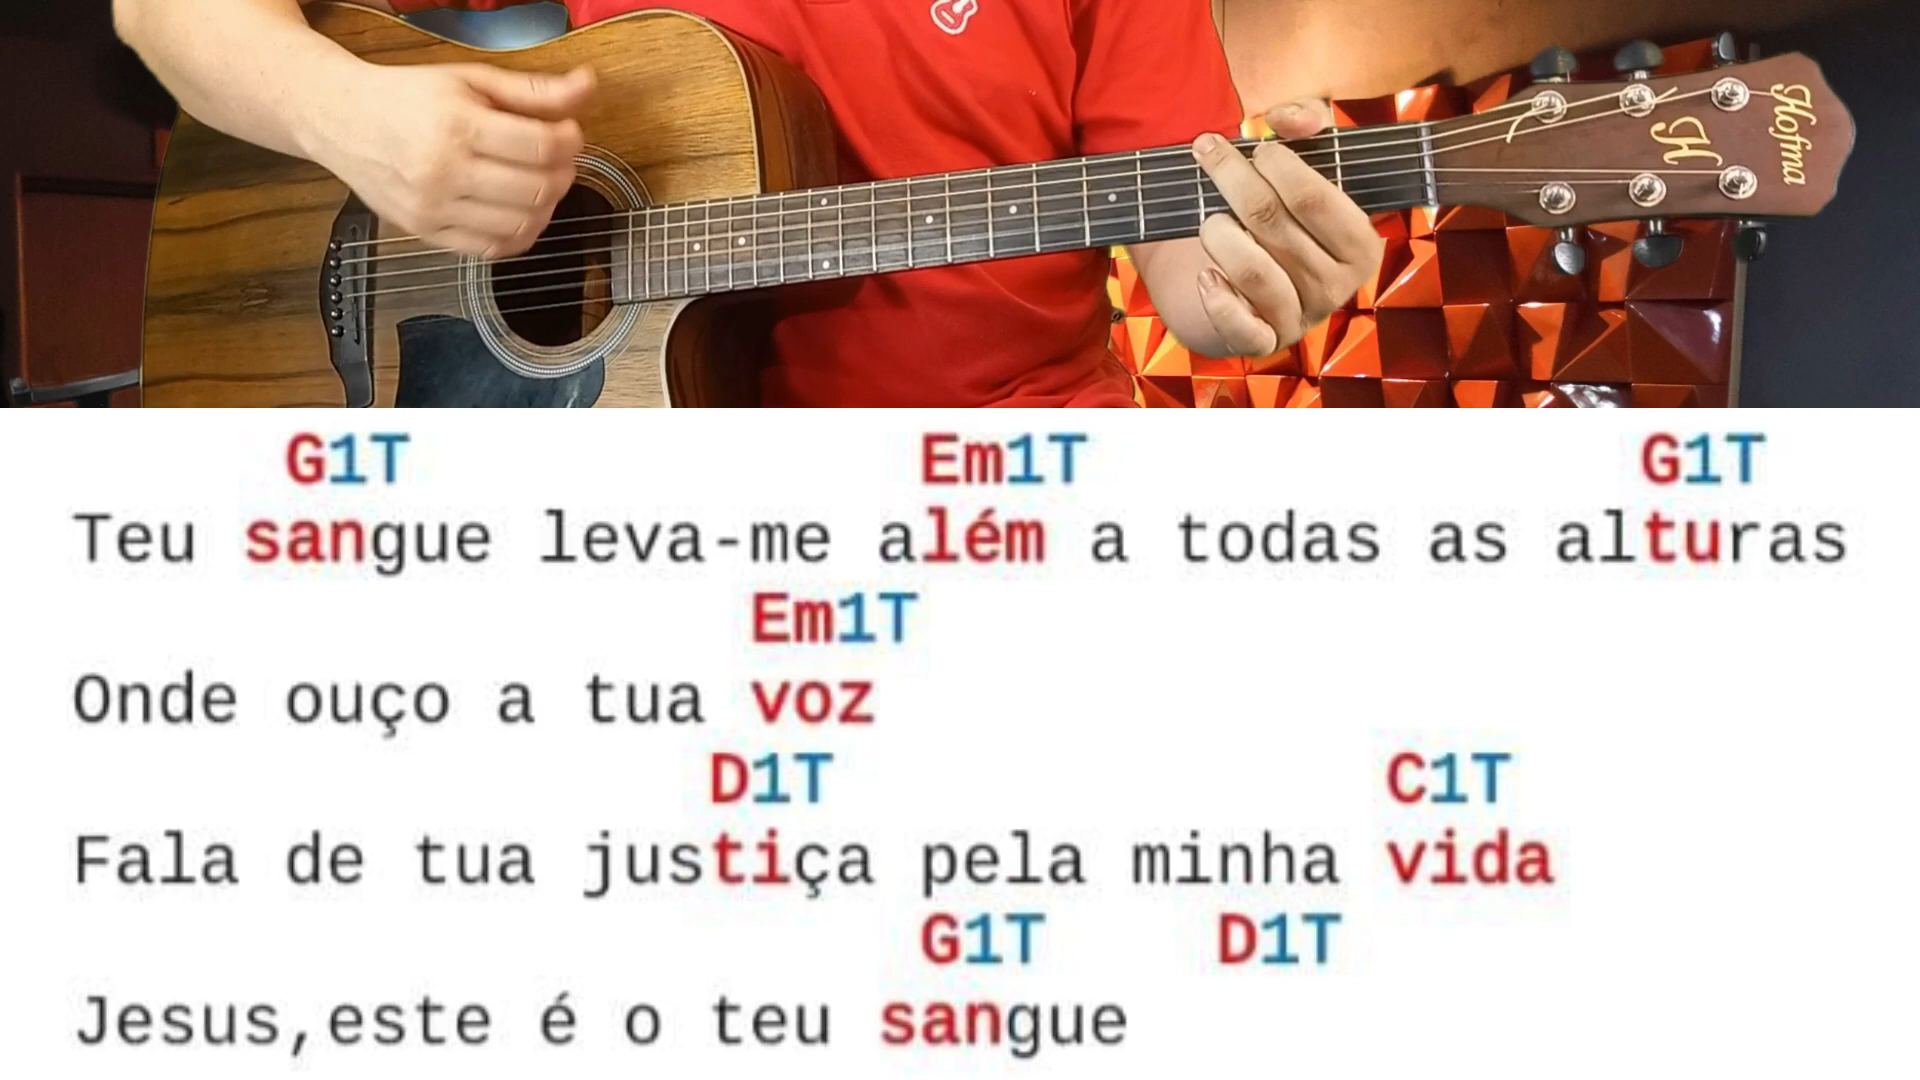 Hofma
H
G1T Em1T G1T
Teu sangue leva-me além a todas as alturas
Em1T
Onde ouço a tua voz
D1T C1T
Fala de tua justiça pela minha vida
G1T D1T
Jesus,este é o teu sangue